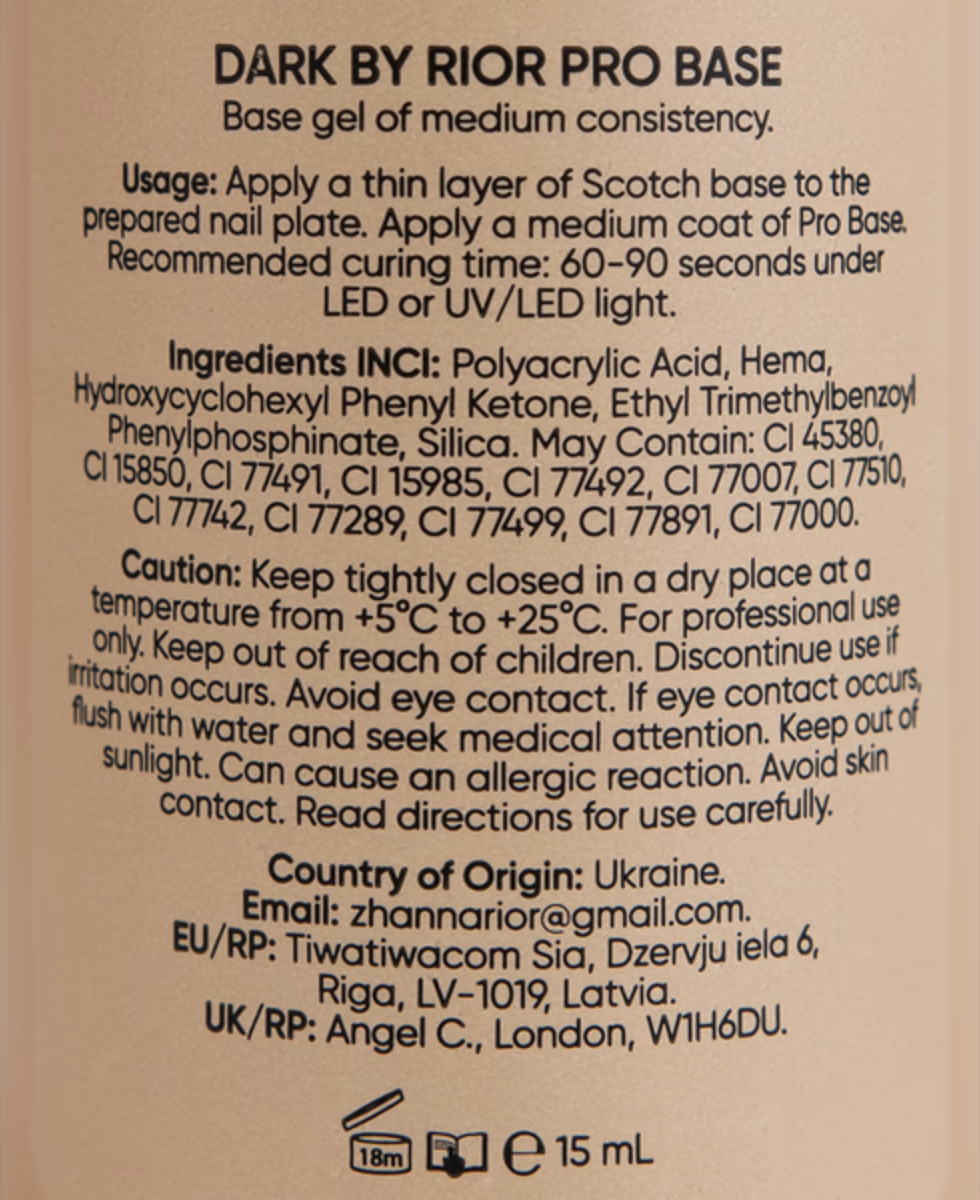 DARK BY RIOR PRO BASE
Base gel of medium consistency.
Usage: Apply a thin layer of Scotch base to the
prepared nail plate. Apply a medium coat of Pro Base.
Recommended curing time: 60-90 seconds under
LED or UV/LED light.
Ingredients INCI: Polyacrylic Acid, Hema,
Hydroxycyclohexyl Phenyl Ketone, Ethyl Trimethylbenzoyl
Phenylphosphinate, Silica. May Contain: CI 45380,
CI 15850, CI 77491, CI 15985, CI 77492, CI 77007, CI 77510,
CI 77742, CI 77289, CI 77499, CI 77891, CI 77000.
Caution: Keep tightly closed in a dry place at a
temperature from +5°C to +25°C. For professional use
only. Keep out of reach of children. Discontinue use if
irritation occurs. Avoid eye contact. If eye contact occurs,
flush with water and seek medical attention. Keep out of
sunlight. Can cause an allergic reaction. Avoid skin
contact. Read directions for use carefully.
Country of Origin: Ukraine.
Email: zhannarior@gmail.com.
EU/RP: Tiwatiwacom Sia, Dzervju iela 6,
Riga, LV-1019, Latvia.
UK/RP: Angel C., London, W1H6DU.
18m ℮ 15 mL